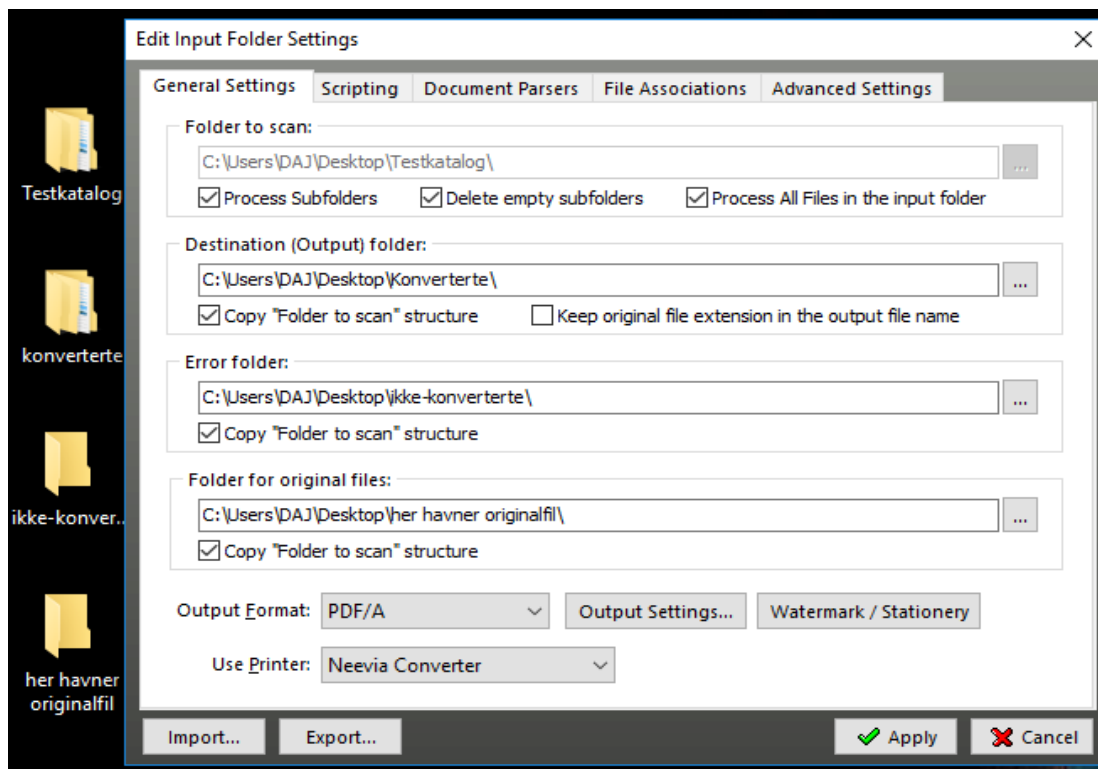 Testkatalog
konverterte
ikke-konver...
her havner
originalfil
Edit Input Folder Settings
General Settings
Scripting
Document Parsers
File Associations
Advanced Settings
Folder to scan:
C:\Users\DAJ\Desktop\Testkatalog\
...
Process Subfolders
Delete empty subfolders
Process All Files in the input folder
Destination (Output) folder:
C:\Users\DAJ\Desktop\Konverterte\
...
Copy "Folder to scan" structure
Keep original file extension in the output file name
Error folder:
C:\Users\DAJ\Desktop\ikke-konverterte\
...
Copy "Folder to scan" structure
Folder for original files:
C:\Users\DAJ\Desktop\her havner originalfil\
...
Copy "Folder to scan" structure
Output Format:
PDF/A
Output Settings...
Watermark / Stationery
Use Printer:
Neevia Converter
Import...
Export...
Apply
Cancel